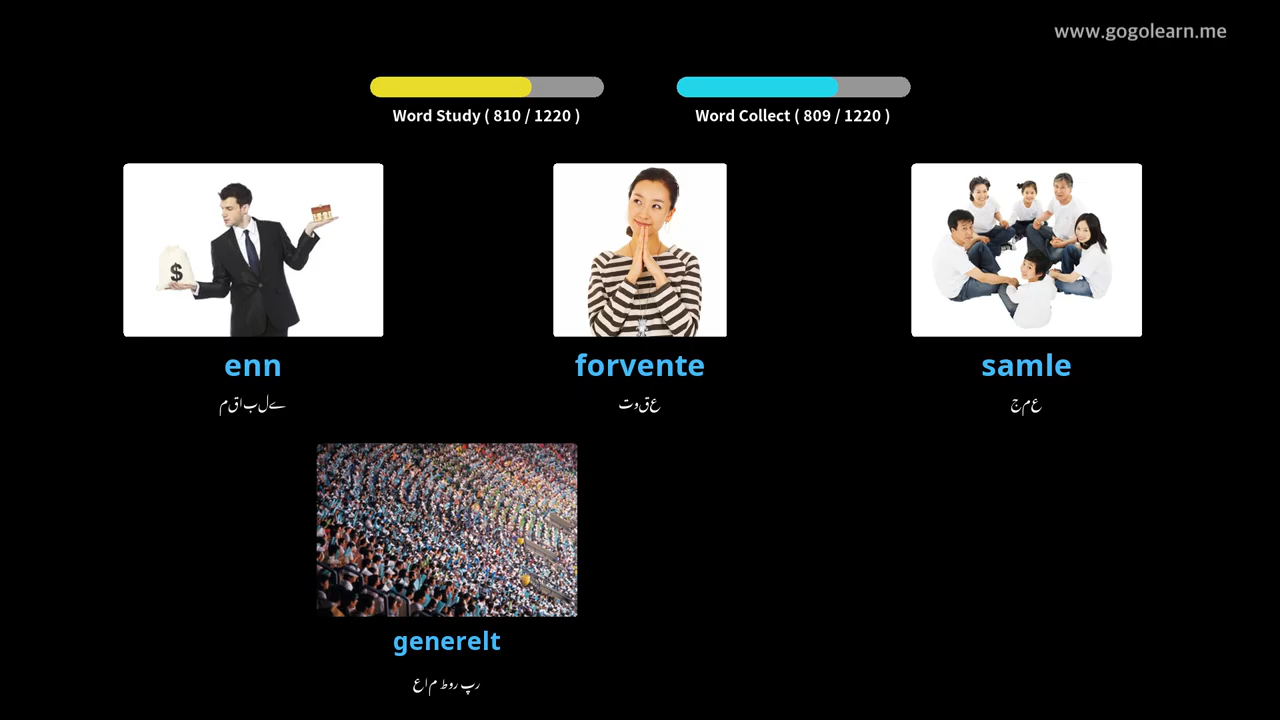 www.gogolearn.me
Word Study ( 810 / 1220 )
Word Collect ( 809 / 1220 )
enn
مقابلے
forvente
توقع
samle
جمع
generelt
عام طور پر